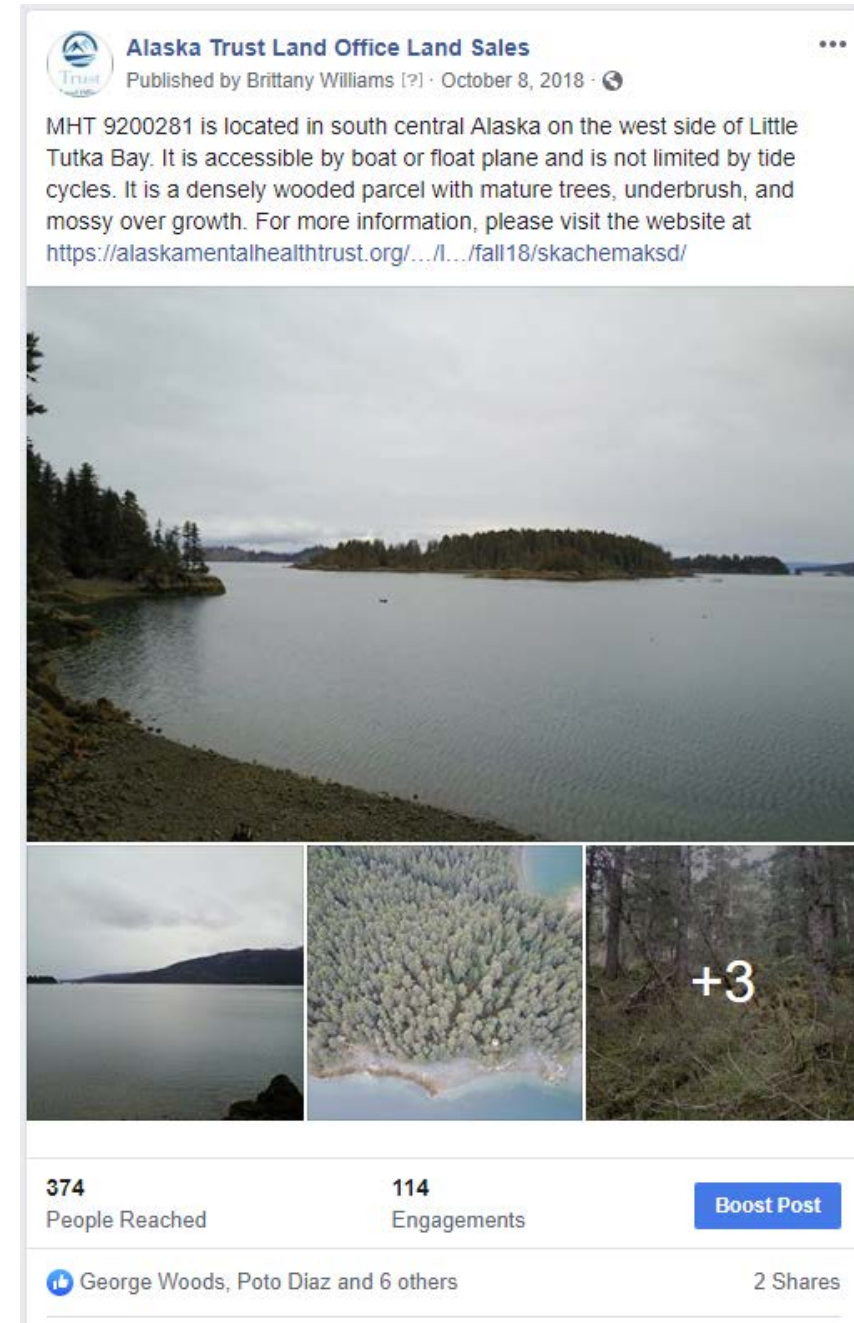 Alaska Trust Land Office Land Sales
Published by Brittany Williams [?] · October 8, 2018 ·
Trust
MHT 9200281 is located in south central Alaska on the west side of Little
Tutka Bay. It is accessible by boat or float plane and is not limited by tide
cycles. It is a densely wooded parcel with mature trees, underbrush, and
mossy over growth. For more information, please visit the website at
https://alaskamentalhealthtrust.org/…/l…/fall18/skachemaksd/
+3
374
People Reached
114
Engagements
Boost Post
George Woods, Poto Diaz and 6 others
2 Shares